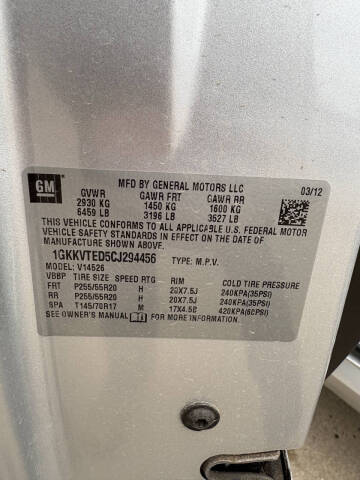 GM
MFD BY GENERAL MOTORS LLC 03/12
GVWR GAWR FRT GAWR RR
2930 KG 1450 KG 1600 KG
6459 LB 3196 LB 3527 LB
THIS VEHICLE CONFORMS TO ALL APPLICABLE U.S. FEDERAL MOTOR
VEHICLE SAFETY STANDARDS IN EFFECT ON THE DATE OF
MANUFACTURE SHOWN ABOVE.
1GKKVTED5CJ294456 TYPE: M.P.V.
MODEL: V14526
VBBP TIRE SIZE SPEED RTG RIM COLD TIRE PRESSURE
FRT P255/55R20 H 20X7.5J 240KPA(35PSI)
RR P255/55R20 H 20X7.5J 240KPA(35PSI)
SPA T145/70R17 M 17X4.5B 420KPA(60PSI)
SEE OWNER'S MANUAL FOR MORE INFORMATION.